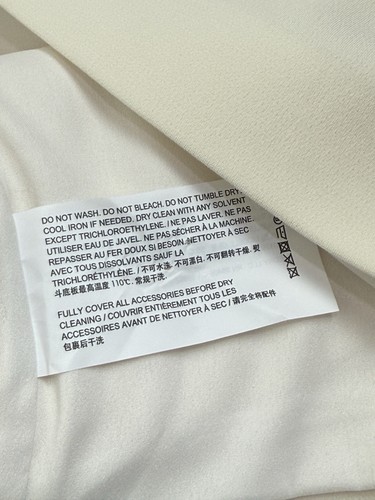 DO NOT WASH. DO NOT BLEACH. DO NOT TUMBLE DRY.
COOL IRON IF NEEDED. DRY CLEAN WITH ANY SOLVENT
EXCEPT TRICHLOROETHYLENE. / NE PAS LAVER. NE PAS
UTILISER EAU DE JAVEL. NE PAS SÉCHER À LA MACHINE.
REPASSER AU FER DOUX SI BESOIN. NETTOYER À SEC
AVEC TOUS DISSOLVANTS SAUF LA
TRICHLORÉTHYLÈNE. / 不可水洗. 不可漂白. 不可翻转干燥. 熨
斗底板最高温度 110℃. 常规干洗.
FULLY COVER ALL ACCESSORIES BEFORE DRY
CLEANING / COUVRIR ENTIÈREMENT TOUS LES
ACCESSOIRES AVANT DE NETTOYER À SEC / 请完全杯配件
包裹后干洗